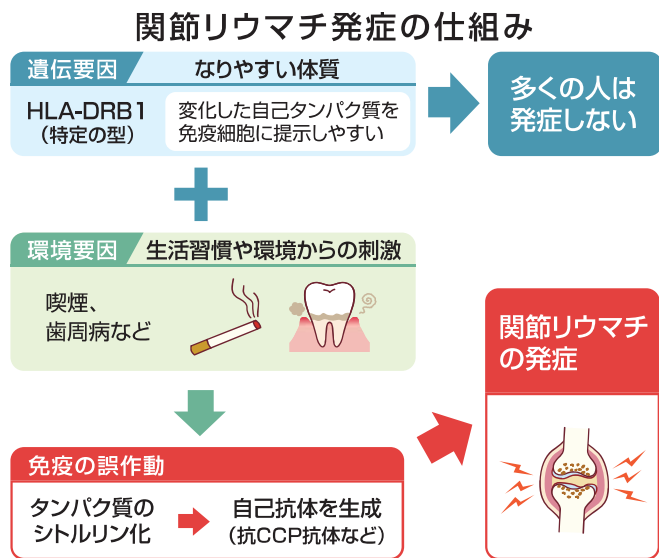 関節リウマチ発症の仕組み
遺伝要因 なりやすい体質
HLA-DRB1
（特定の型）
変化した自己タンパク質を
免疫細胞に提示しやすい
多くの人は
発症しない
環境要因 生活習慣や環境からの刺激
喫煙、
歯周病など
免疫の誤作動
タンパク質の
シトルリン化
自己抗体を生成
（抗CCP抗体など）
関節リウマチ
の発症